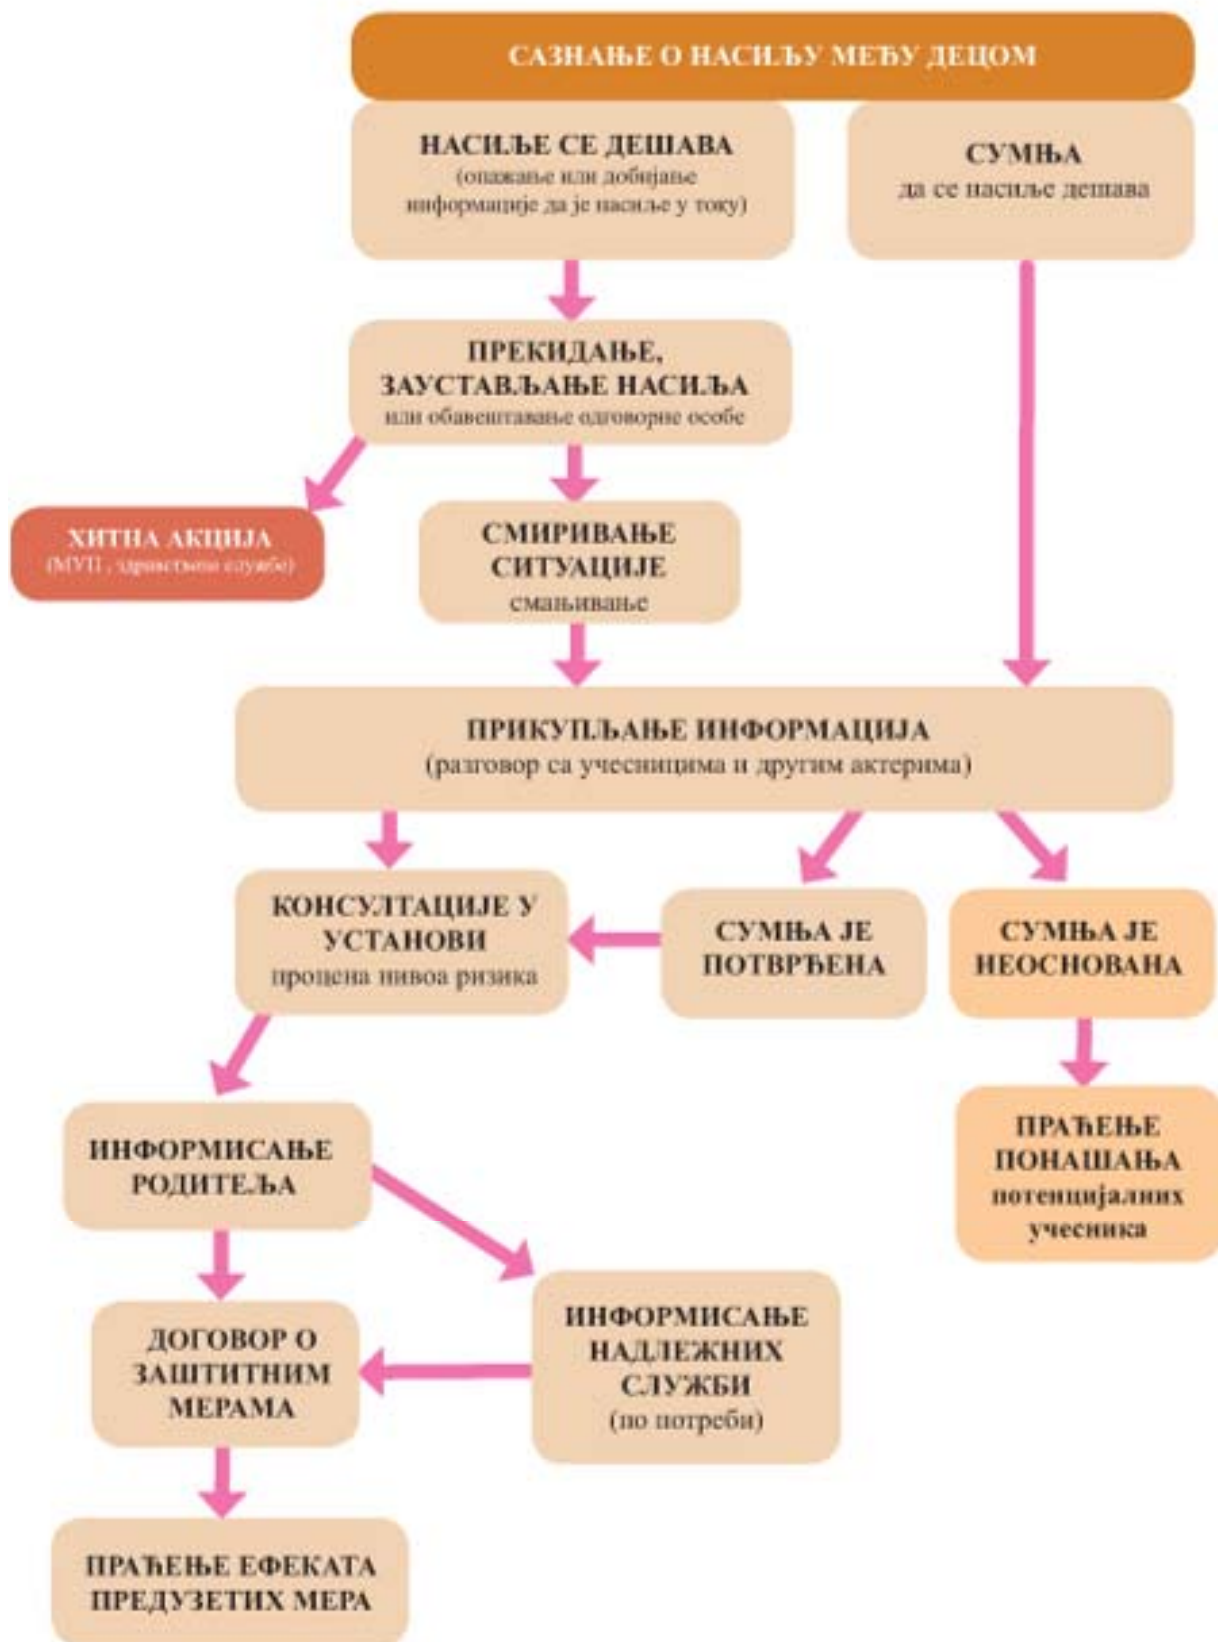 САЗНАЊЕ О НАСИЉУ МЕЂУ ДЕЦОМ
НАСИЉЕ СЕ ДЕШАВА
(опажање или добијање
информације да је насиље у току)
СУМЊА
да се насиље дешава
ПРЕКИДАЊЕ,
ЗАУСТАВЉАЊЕ НАСИЉА
или обавештавање одговорне особе
ХИТНА АКЦИЈА
(МУП , здравствене службе)
СМИРИВАЊЕ
СИТУАЦИЈЕ
смањивање
ПРИКУПЉАЊЕ ИНФОРМАЦИЈА
(разговор са учесницима и другим актерима)
КОНСУЛТАЦИЈЕ У
УСТАНОВИ
процена нивоа ризика
СУМЊА ЈЕ
ПОТВРЂЕНА
СУМЊА ЈЕ
НЕОСНОВАНА
ИНФОРМИСАЊЕ
РОДИТЕЉА
ПРАЋЕЊЕ
ПОНАШАЊА
потенцијалних
учесника
ДОГОВОР О
ЗАШТИТНИМ
МЕРАМА
ИНФОРМИСАЊЕ
НАДЛЕЖНИХ
СЛУЖБИ
(по потреби)
ПРАЋЕЊЕ ЕФЕКАТА
ПРЕДУЗЕТИХ МЕРА